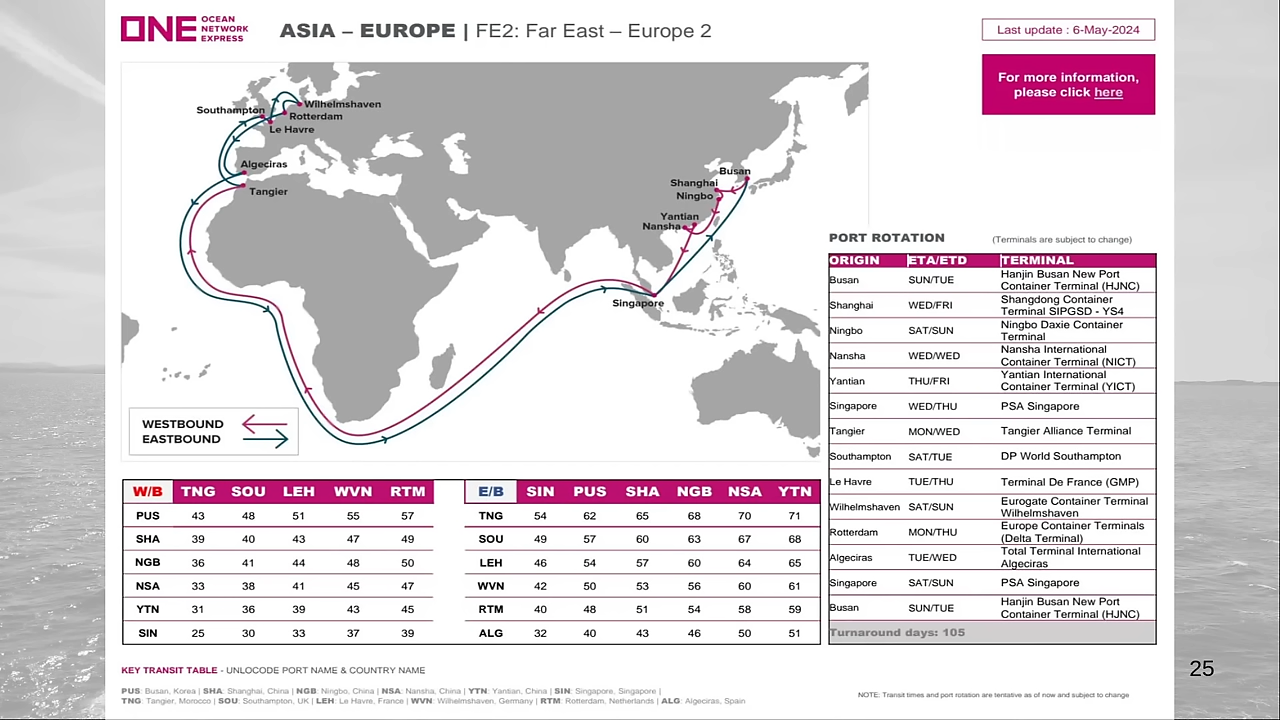 ONE OCEAN NETWORK EXPRESS
ASIA – EUROPE | FE2: Far East – Europe 2
Last update : 6-May-2024
For more information,
please click here
Southampton
Wilhelmshaven
Rotterdam
Le Havre
Algeciras
Tangier
Busan
Shanghai
Ningbo
Yantian
Nansha
Singapore
WESTBOUND
EASTBOUND
PORT ROTATION (Terminals are subject to change)
ORIGIN ETA/ETD TERMINAL
Busan SUN/TUE Hanjin Busan New Port Container Terminal (HJNC)
Shanghai WED/FRI Shangdong Container Terminal SIPGSD - YS4
Ningbo SAT/SUN Ningbo Daxie Container Terminal
Nansha WED/WED Nansha International Container Terminal (NICT)
Yantian THU/FRI Yantian International Container Terminal (YICT)
Singapore WED/THU PSA Singapore
Tangier MON/WED Tangier Alliance Terminal
Southampton SAT/TUE DP World Southampton
Le Havre TUE/THU Terminal De France (GMP)
Wilhelmshaven SAT/SUN Eurogate Container Terminal Wilhelmshaven
Rotterdam MON/THU Europe Container Terminals (Delta Terminal)
Algeciras TUE/WED Total Terminal International Algeciras
Singapore SAT/SUN PSA Singapore
Busan SUN/TUE Hanjin Busan New Port Container Terminal (HJNC)
Turnaround days: 105
W/B TNG SOU LEH WVN RTM
PUS 43 48 51 55 57
SHA 39 40 43 47 49
NGB 36 41 44 48 50
NSA 33 38 41 45 47
YTN 31 36 39 43 45
SIN 25 30 33 37 39
E/B SIN PUS SHA NGB NSA YTN
TNG 54 62 65 68 70 71
SOU 49 57 60 63 67 68
LEH 46 54 57 60 64 65
WVN 42 50 53 56 60 61
RTM 40 48 51 54 58 59
ALG 32 40 43 46 50 51
KEY TRANSIT TABLE - UNLOCODE PORT NAME & COUNTRY NAME
PUS: Busan, Korea | SHA: Shanghai, China | NGB: Ningbo, China | NSA: Nansha, China | YTN: Yantian, China | SIN: Singapore, Singapore |
TNG: Tangier, Morocco | SOU: Southampton, UK | LEH: Le Havre, France | WVN: Wilhelmshaven, Germany | RTM: Rotterdam, Netherlands | ALG: Algeciras, Spain
NOTE: Transit times and port rotation are tentative as of now and subject to change
25